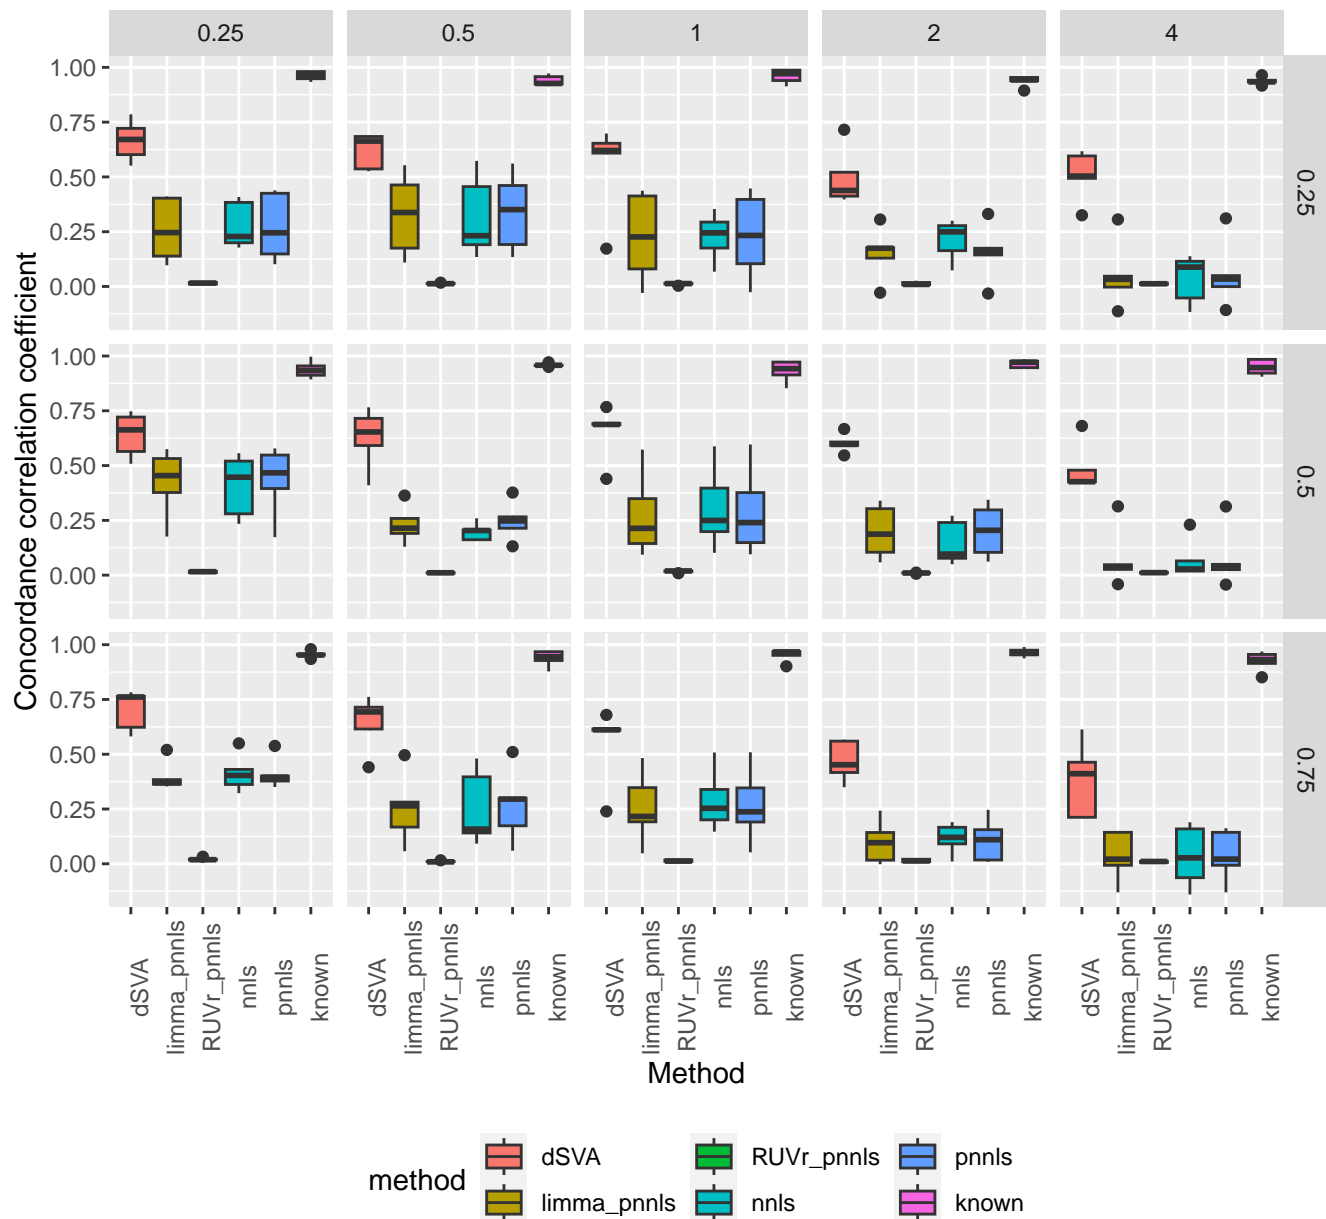 0.25 0.5 1 2 4
1.00
0.75
0.50
0.25
0.00
0.25
1.00
0.75
0.50
0.25
0.00
0.5
1.00
0.75
0.50
0.25
0.00
0.75
Concordance correlation coefficient
dSVA
limma_pnnls
RUVr_pnnls
nnls
pnnls
known
dSVA
limma_pnnls
RUVr_pnnls
nnls
pnnls
known
dSVA
limma_pnnls
RUVr_pnnls
nnls
pnnls
known
dSVA
limma_pnnls
RUVr_pnnls
nnls
pnnls
known
dSVA
limma_pnnls
RUVr_pnnls
nnls
pnnls
known
Method
method
dSVA RUVr_pnnls pnnls
limma_pnnls nnls known